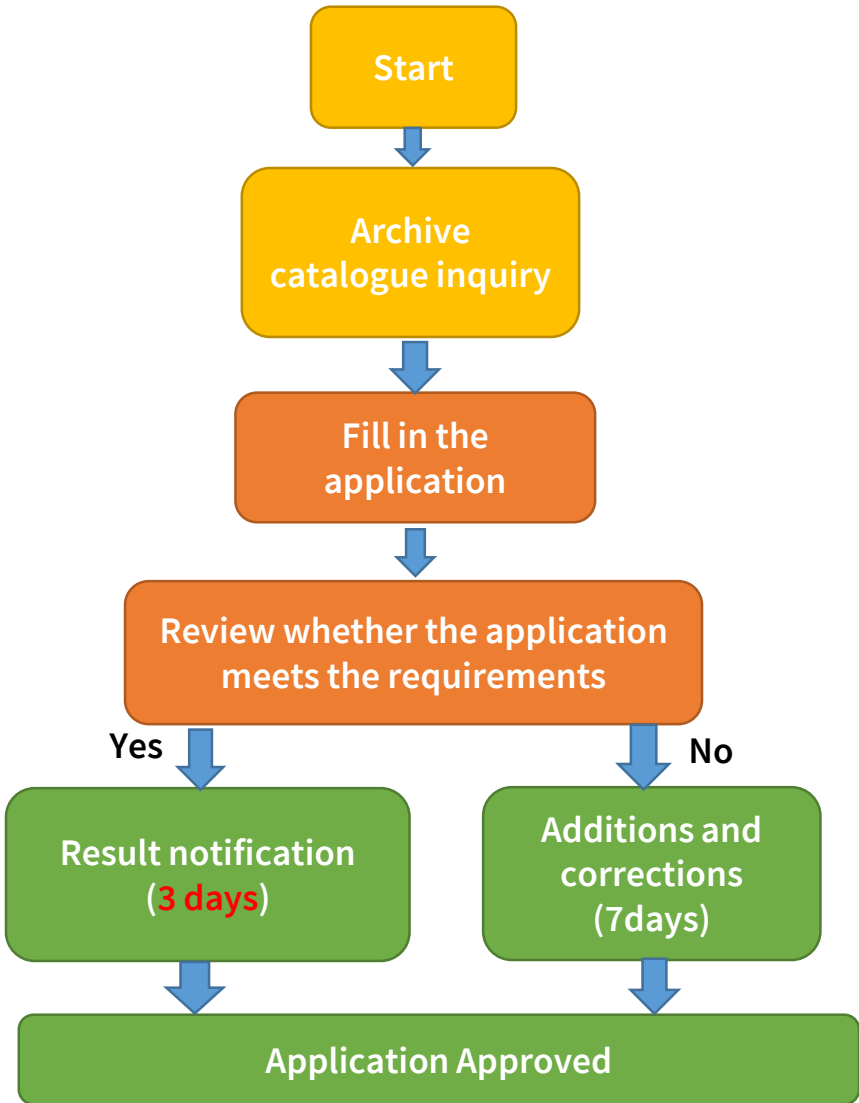 Start
Archive
catalogue inquiry
Fill in the
application
Review whether the application
meets the requirements
Yes
No
Result notification
(3 days)
Additions and
corrections
(7days)
Application Approved